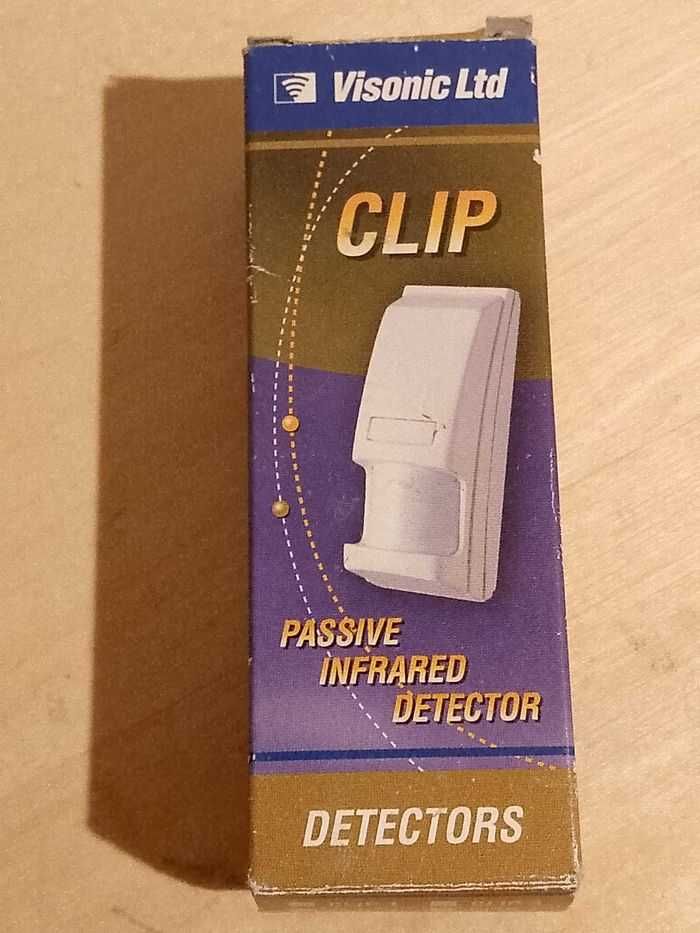 Visonic Ltd
CLIP
PASSIVE
INFRARED
DETECTOR
DETECTORS